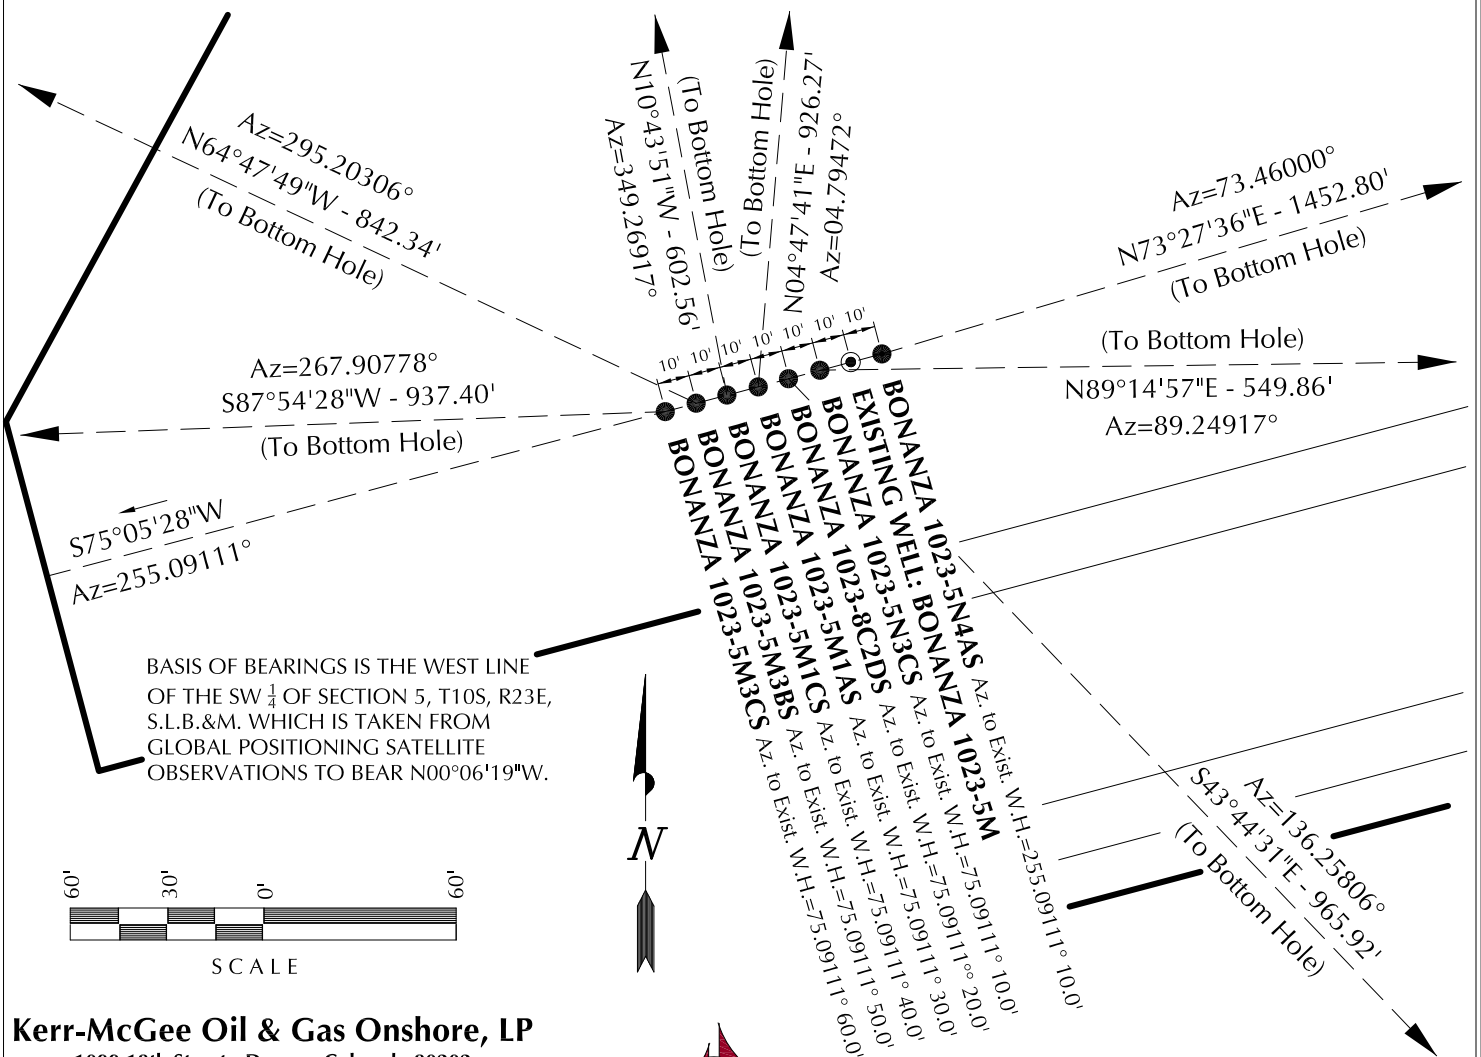 Az=295.20306°
N64°47'49"W - 842.34'
(To Bottom Hole)
N10°43'51"W - 602.56'
Az=349.26917°
(To Bottom Hole)
(To Bottom Hole)
N04°47'41"E - 926.27'
Az=04.79472°
Az=73.46000°
N73°27'36"E - 1452.80'
(To Bottom Hole)
10' 10' 10' 10' 10' 10' 10'
Az=267.90778°
S87°54'28"W - 937.40'
(To Bottom Hole)
(To Bottom Hole)
N89°14'57"E - 549.86'
Az=89.24917°
S75°05'28"W
Az=255.09111°
BONANZA 1023-5M3CS Az. to Exist. W.H.=75.09111° 60.0'
BONANZA 1023-5M3BS Az. to Exist. W.H.=75.09111° 50.0'
BONANZA 1023-5M1CS Az. to Exist. W.H.=75.09111° 40.0'
BONANZA 1023-5M1AS Az. to Exist. W.H.=75.09111° 30.0'
BONANZA 1023-8C2DS Az. to Exist. W.H.=75.09111°° 20.0'
BONANZA 1023-5N3CS Az. to Exist. W.H.=75.09111° 10.0'
EXISTING WELL: BONANZA 1023-5M
BONANZA 1023-5N4AS Az. to Exist. W.H.=255.09111° 10.0'
BASIS OF BEARINGS IS THE WEST LINE
OF THE SW 1/4 OF SECTION 5, T10S, R23E,
S.L.B.&M. WHICH IS TAKEN FROM
GLOBAL POSITIONING SATELLITE
OBSERVATIONS TO BEAR N00°06'19"W.
Az=136.25806°
S43°44'31"E - 965.92'
(To Bottom Hole)
N
60' 30' 0' 60'
SCALE
Kerr-McGee Oil & Gas Onshore, LP